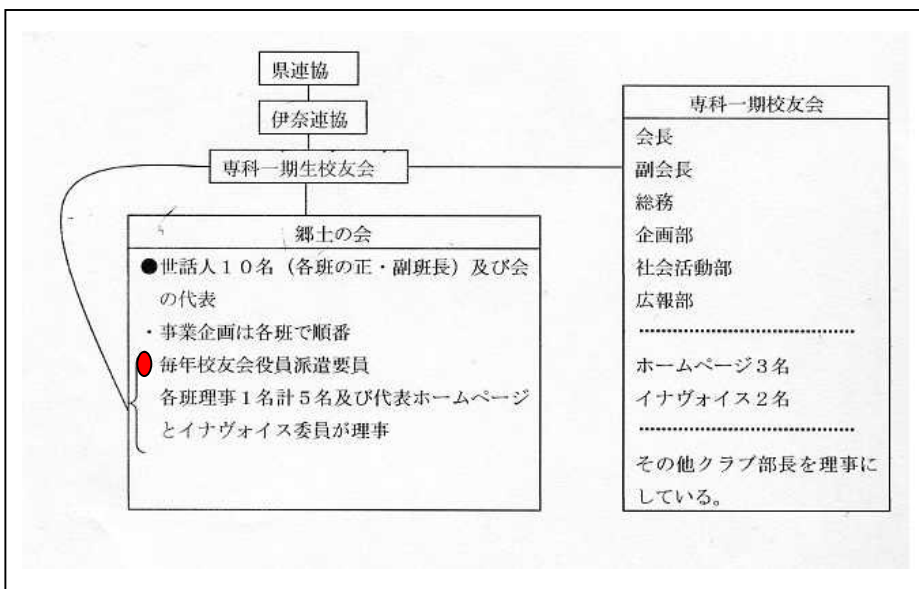 県連協
伊奈連協
専科一期生校友会
郷土の会
●世話人１０名（各班の正・副班長）及び会
の代表
・事業企画は各班で順番
毎年校友会役員派遣要員
各班理事１名計５名及び代表ホームページ
とイナヴォイス委員が理事
専科一期校友会
会長
副会長
総務
企画部
社会活動部
広報部
ホームページ３名
イナヴォイス２名
その他クラブ部長を理事に
している。